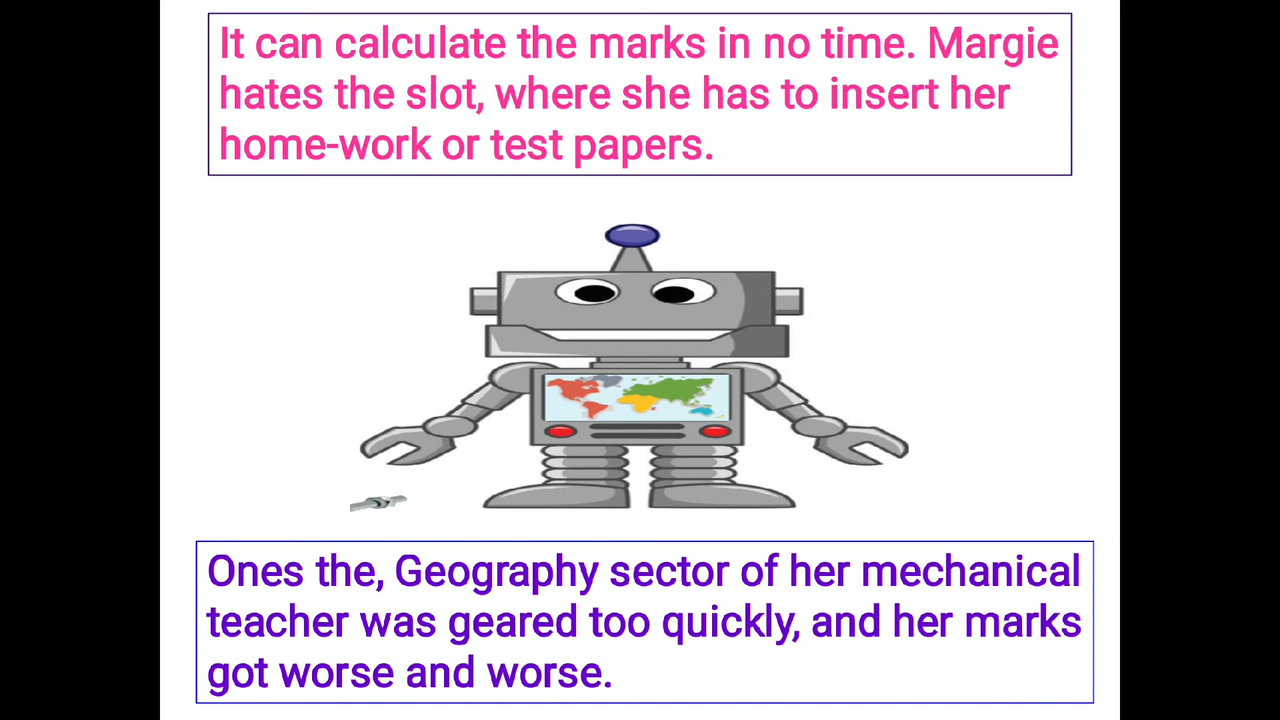 It can calculate the marks in no time. Margie
hates the slot, where she has to insert her
home-work or test papers.
Ones the, Geography sector of her mechanical
teacher was geared too quickly, and her marks
got worse and worse.